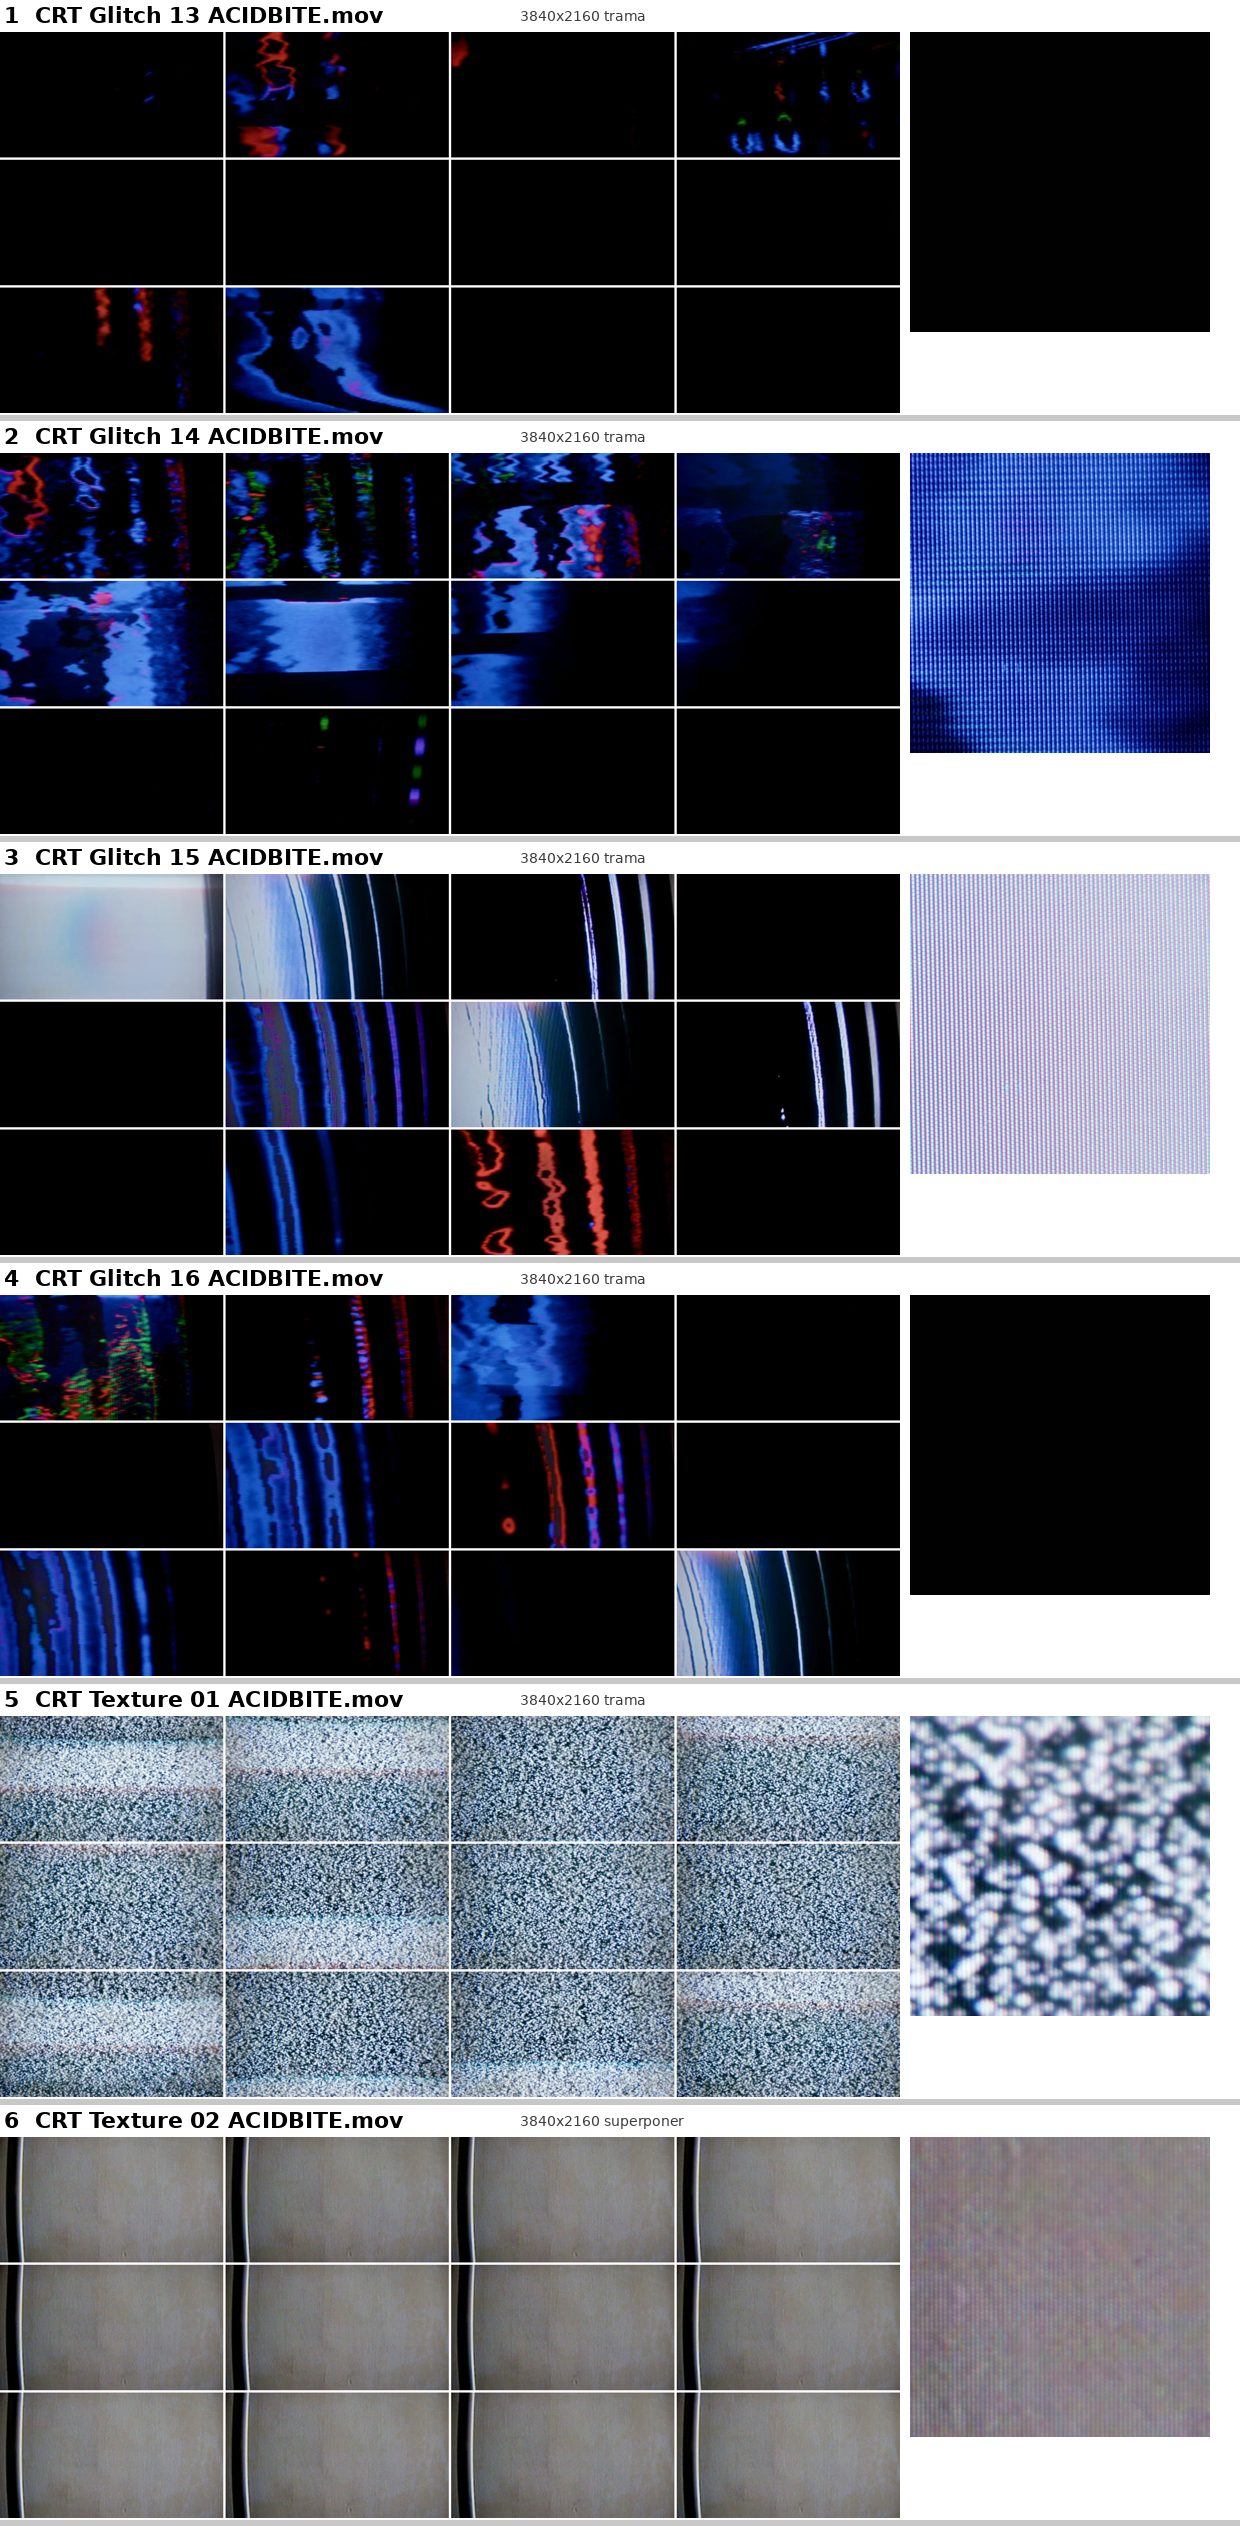 1 CRT Glitch 13 ACIDBITE.mov 3840x2160 trama
2 CRT Glitch 14 ACIDBITE.mov 3840x2160 trama
3 CRT Glitch 15 ACIDBITE.mov 3840x2160 trama
4 CRT Glitch 16 ACIDBITE.mov 3840x2160 trama
5 CRT Texture 01 ACIDBITE.mov 3840x2160 trama
6 CRT Texture 02 ACIDBITE.mov 3840x2160 superponer